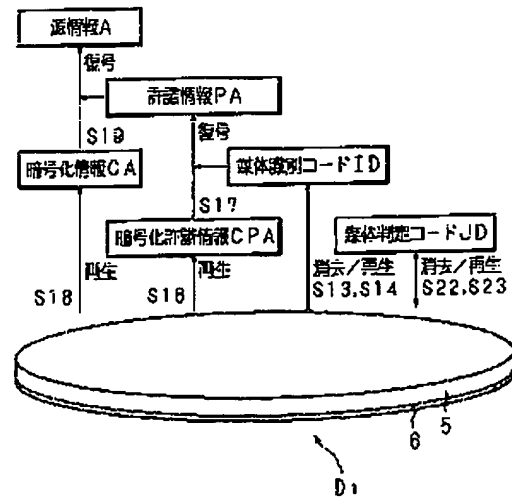 源情報A
復号
許諾情報PA
S19
復号
暗号化情報CA
媒体識別コードID
S17
暗号化許諾情報CPA
媒体判定コードJD
再生
再生
消去/再生
消去/再生
S18
S16
S13,S14
S22,S23
5
6
D1